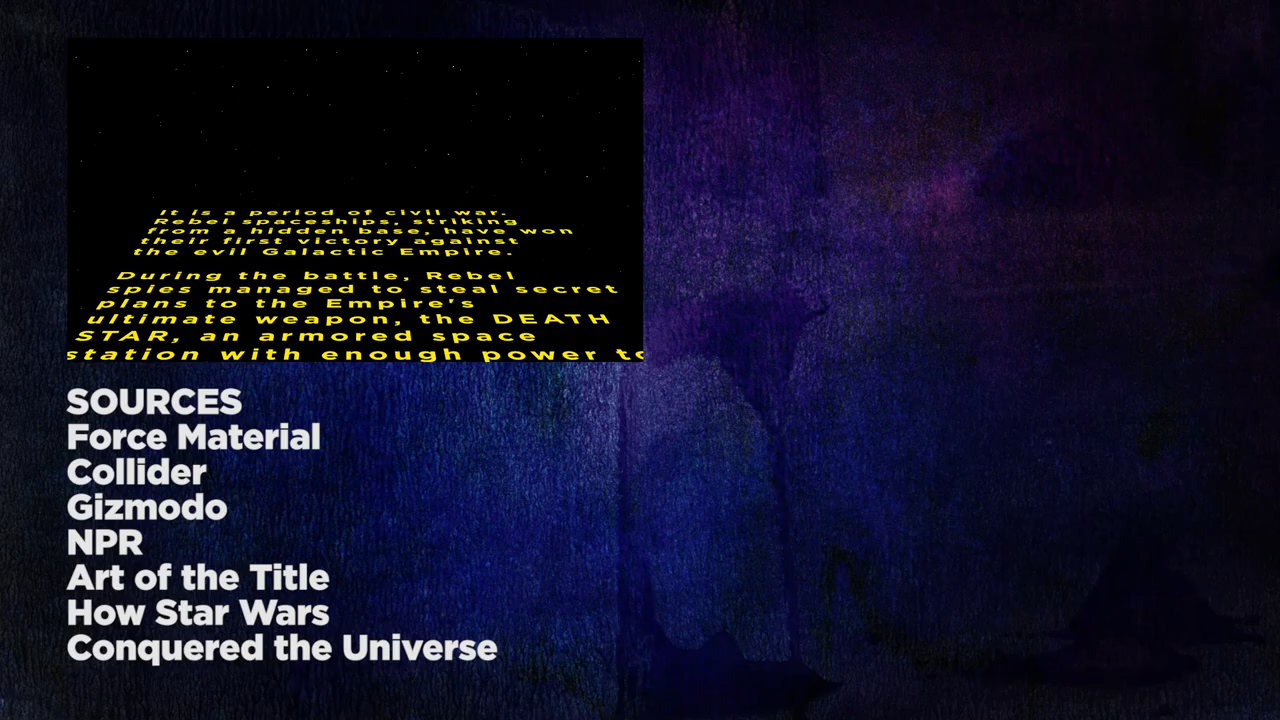 It is a period of civil war.
Rebel spaceships, striking
from a hidden base, have won
their first victory against
the evil Galactic Empire.
During the battle, Rebel
spies managed to steal secret
plans to the Empire's
ultimate weapon, the DEATH
STAR, an armored space
station with enough power to
SOURCES
Force Material
Collider
Gizmodo
NPR
Art of the Title
How Star Wars
Conquered the Universe